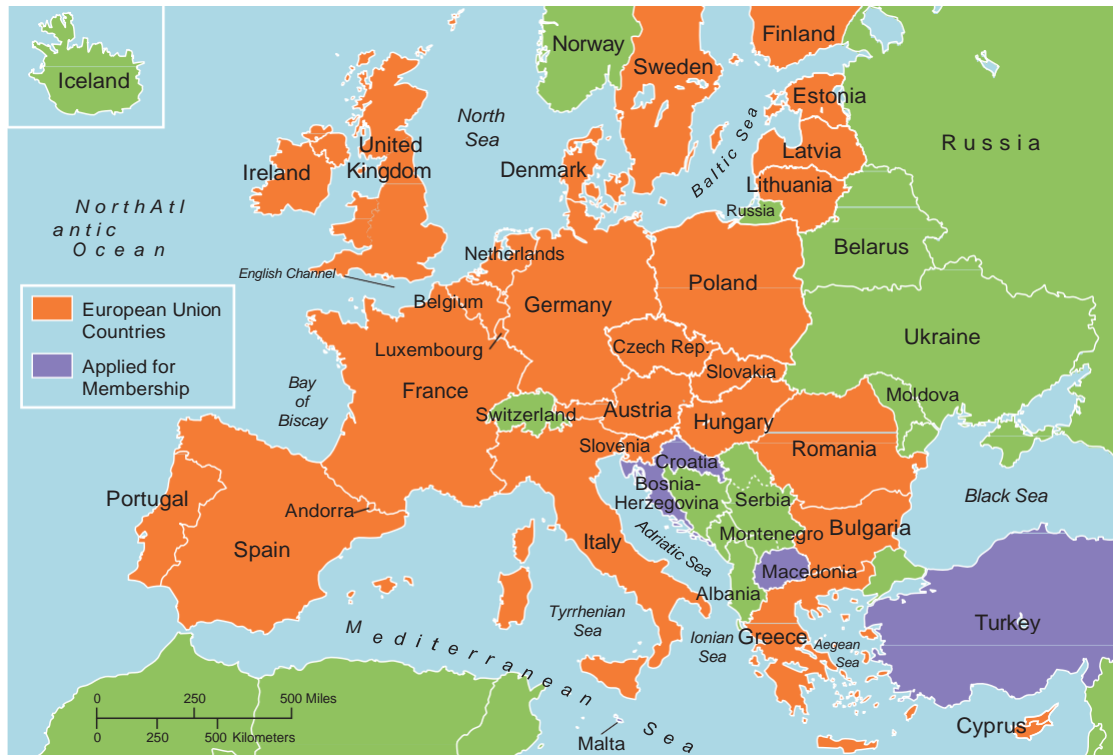 Iceland
Norway
Sweden
Finland
Estonia
Russia
Latvia
Lithuania
Russia
Belarus
North
Sea
Baltic Sea
Denmark
United
Kingdom
Ireland
NorthAtl
antic
Ocean
English Channel
Netherlands
Belgium
Luxembourg
Germany
Poland
Ukraine
European Union
Countries
Applied for
Membership
Czech Rep.
Slovakia
Moldova
France
Bay
of
Biscay
Switzerland
Austria
Hungary
Romania
Slovenia
Croatia
Bosnia-
Herzegovina
Serbia
Montenegro
Bulgaria
Black Sea
Portugal
Andorra
Spain
Italy
Adriatic Sea
Macedonia
Albania
Turkey
Tyrrhenian
Sea
Ionian
Sea
Greece
Aegean
Sea
Mediterranean Sea
0 250 500 Miles
0 250 500 Kilometers
Malta
Cyprus